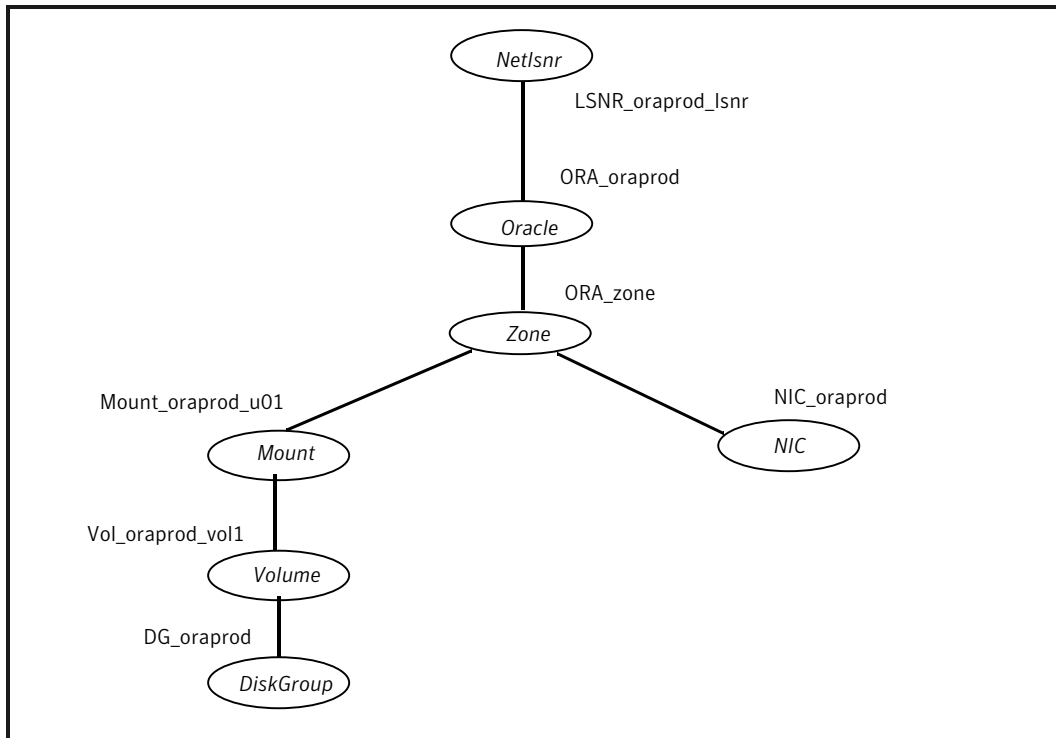 Netlsnr
LSNR_oraprod_lsnr
ORA_oraprod
Oracle
ORA_zone
Zone
Mount_oraprod_u01
NIC_oraprod
Mount
NIC
Vol_oraprod_vol1
Volume
DG_oraprod
DiskGroup